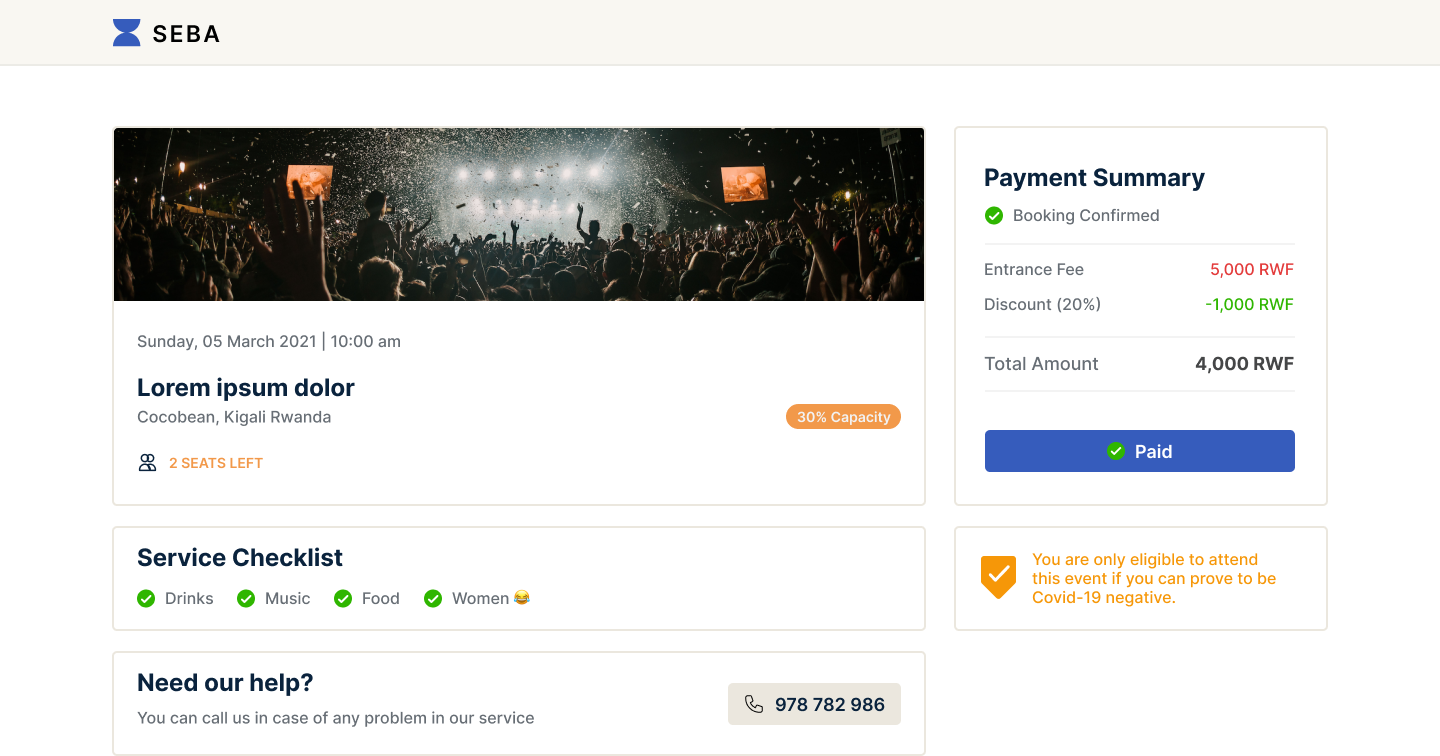 SEBA
Sunday, 05 March 2021 | 10:00 am
Lorem ipsum dolor
Cocobean, Kigali Rwanda
30% Capacity
2 SEATS LEFT
Payment Summary
Booking Confirmed
Entrance Fee 5,000 RWF
Discount (20%) -1,000 RWF
Total Amount 4,000 RWF
Paid
Service Checklist
Drinks Music Food Women 😂
You are only eligible to attend
this event if you can prove to be
Covid-19 negative.
Need our help?
You can call us in case of any problem in our service
978 782 986